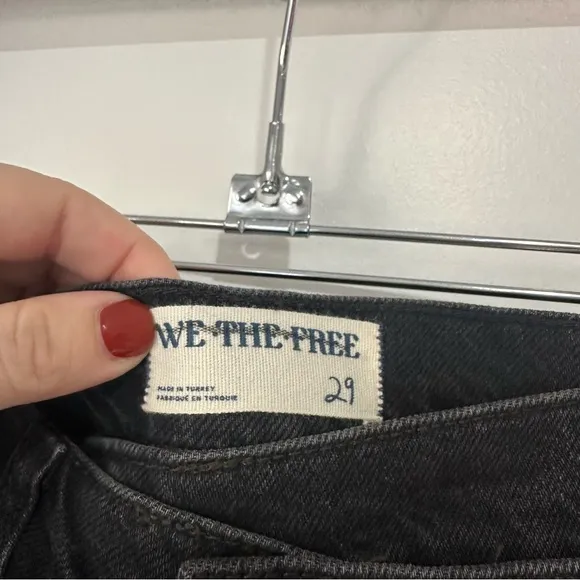 WE THE FREE
MADE IN TURKEY
FABRIQUÉ EN TURQUIE
29